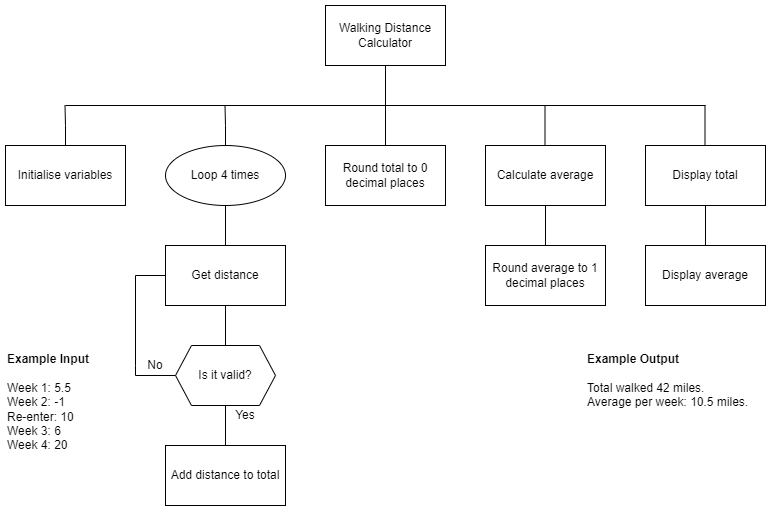 Walking Distance
Calculator
Initialise variables
Loop 4 times
Round total to 0
decimal places
Calculate average
Display total
Get distance
Round average to 1
decimal places
Display average
No
Is it valid?
Yes
Add distance to total
Example Input
Week 1: 5.5
Week 2: -1
Re-enter: 10
Week 3: 6
Week 4: 20
Example Output
Total walked 42 miles.
Average per week: 10.5 miles.